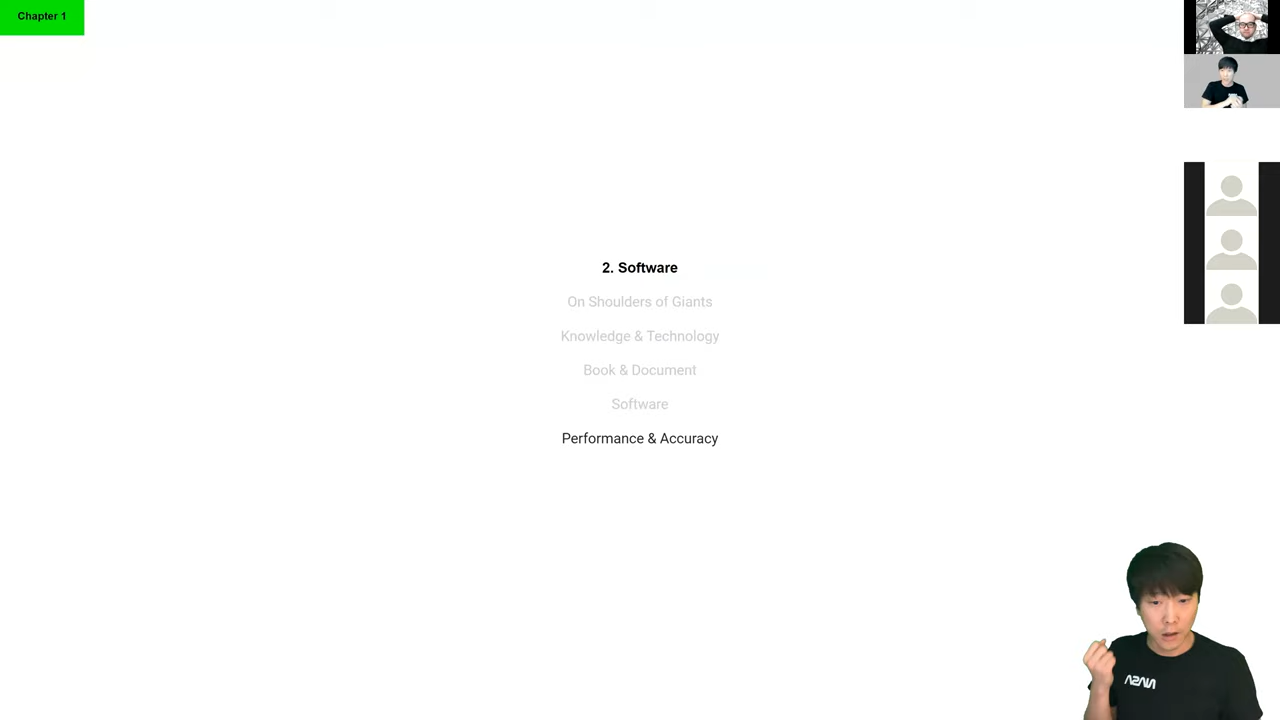 Chapter 1
2. Software
On Shoulders of Giants
Knowledge & Technology
Book & Document
Software
Performance & Accuracy